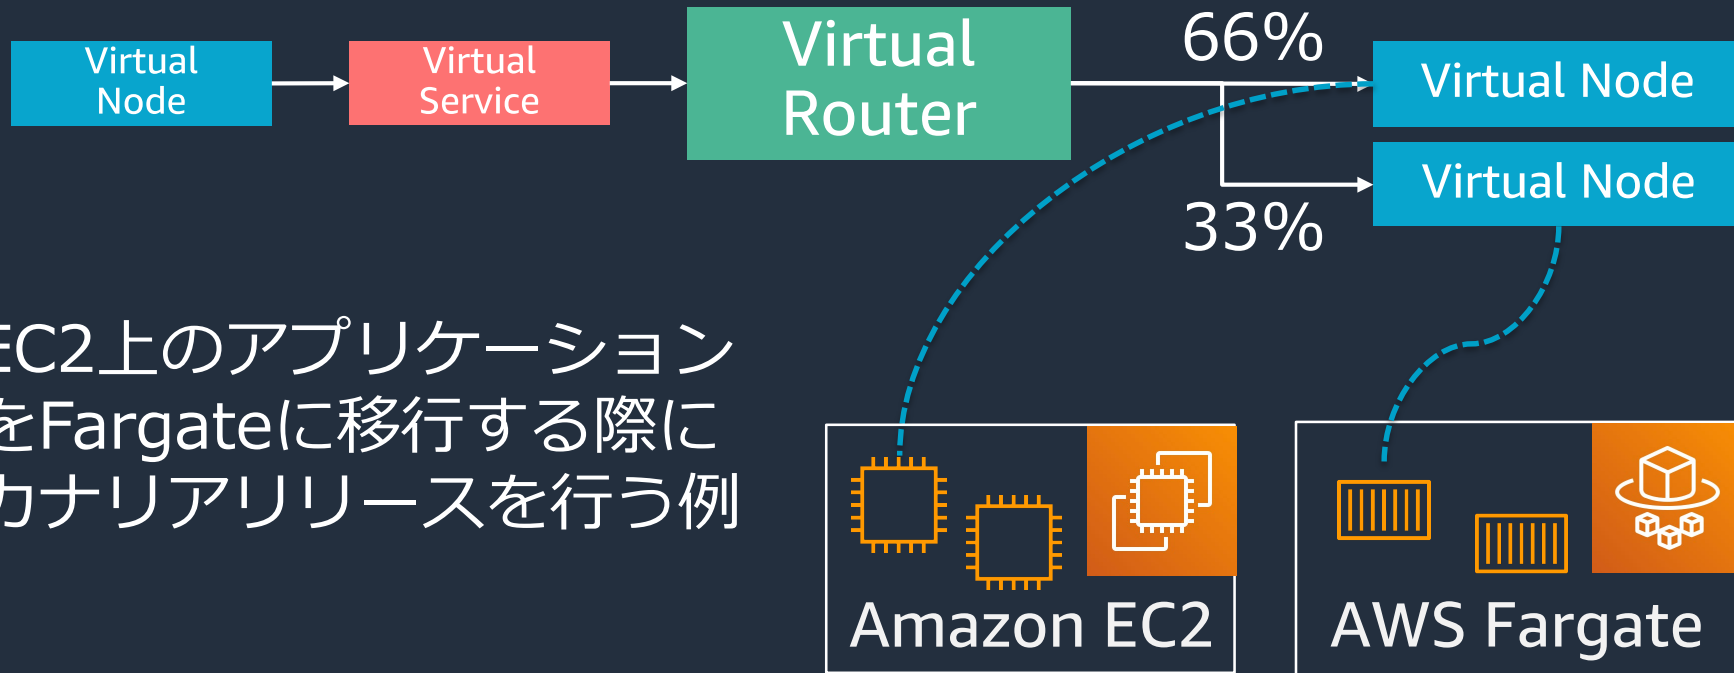 Virtual
Node
Virtual
Service
Virtual
Router
66%
33%
Virtual Node
Virtual Node
EC2上のアプリケーション
をFargateに移行する際に
カナリアリリースを行う例
Amazon EC2
AWS Fargate